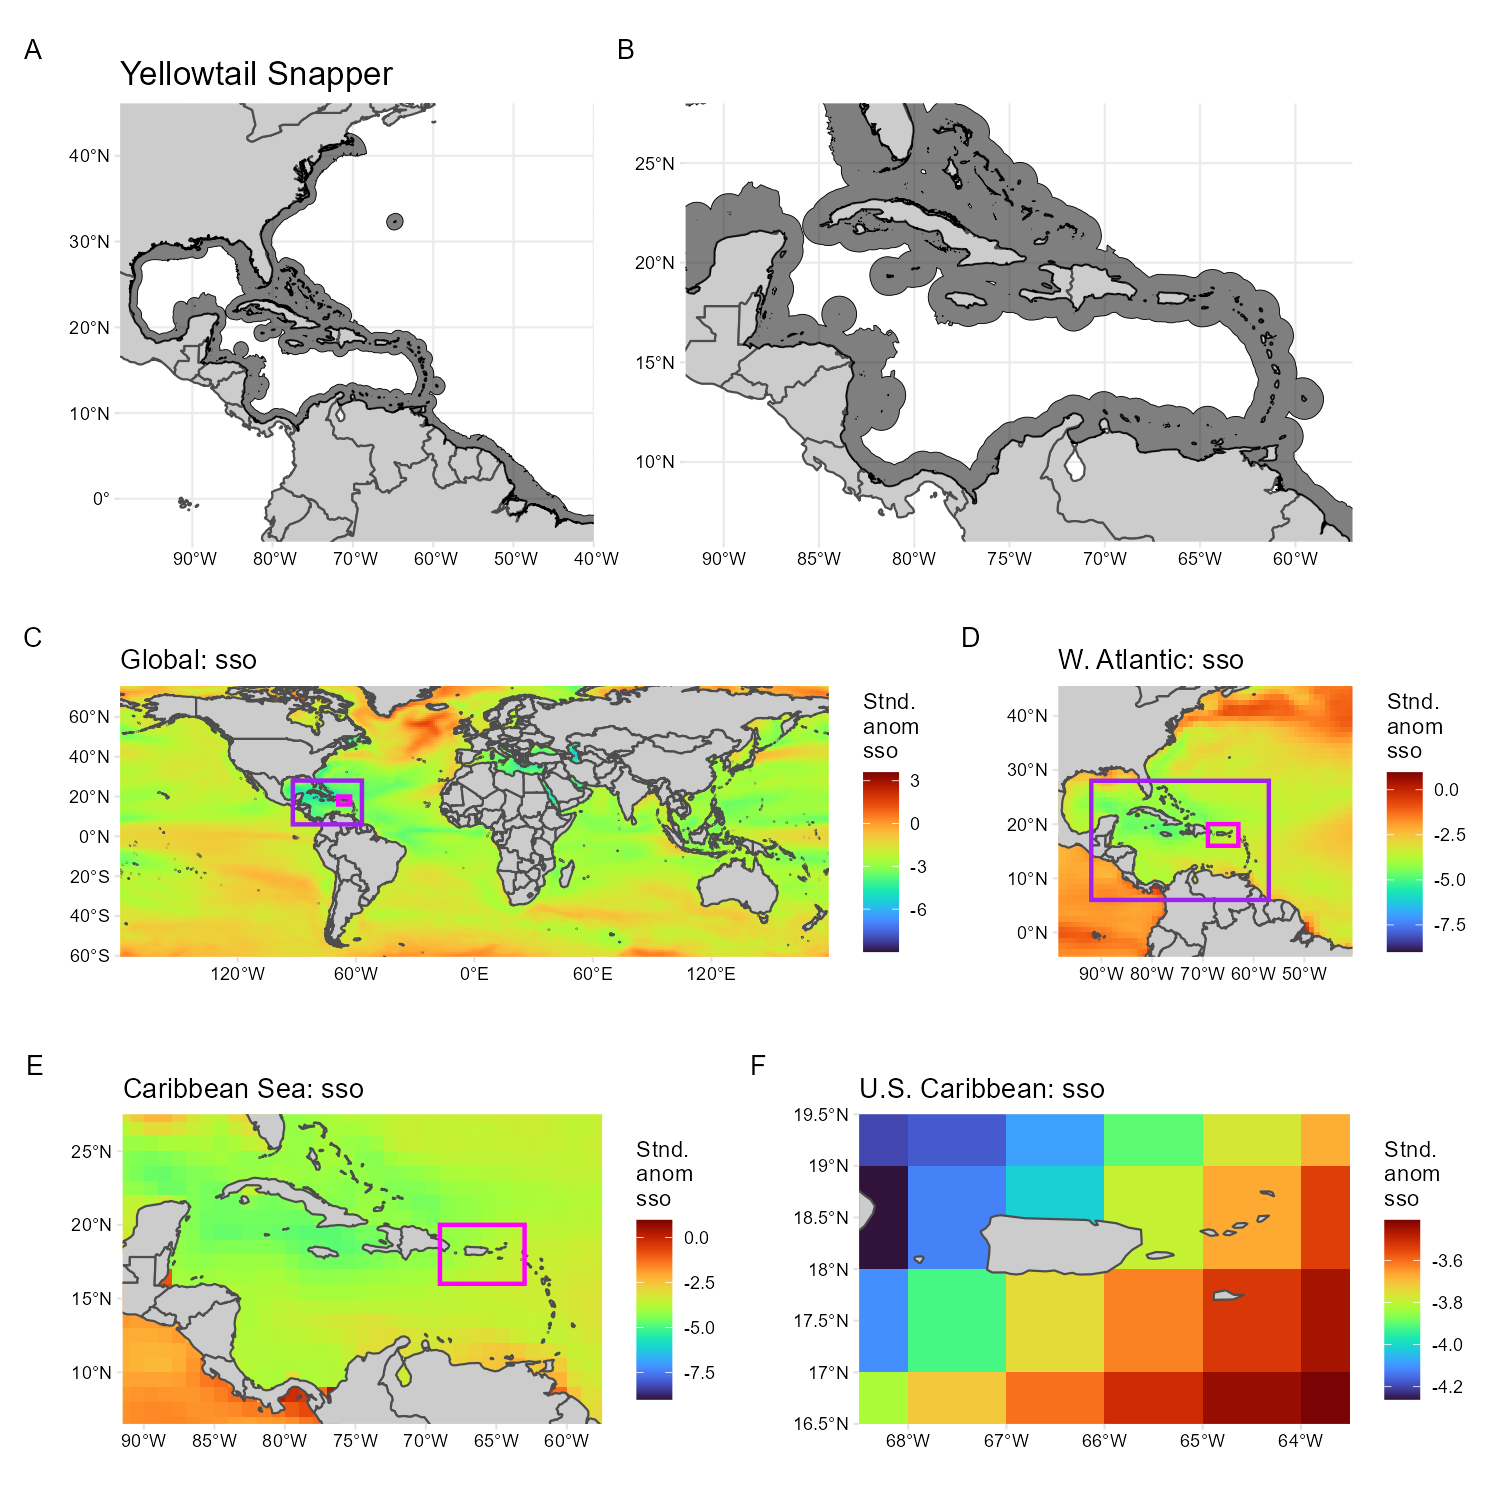 A
B
Yellowtail Snapper
40°N
30°N
20°N
10°N
0°
90°W 80°W 70°W 60°W 50°W 40°W
25°N
20°N
15°N
10°N
90°W 85°W 80°W 75°W 70°W 65°W 60°W
C
D
Global: sso
60°N
40°N
20°N
0°N
20°S
40°S
60°S
120°W 60°W 0°E 60°E 120°E
Stnd.
anom
sso
3
0
-3
-6
W. Atlantic: sso
40°N
30°N
20°N
10°N
0°N
90°W 80°W 70°W 60°W 50°W
Stnd.
anom
sso
0.0
-2.5
-5.0
-7.5
E
F
Caribbean Sea: sso
25°N
20°N
15°N
10°N
90°W 85°W 80°W 75°W 70°W 65°W 60°W
Stnd.
anom
sso
0.0
-2.5
-5.0
-7.5
U.S. Caribbean: sso
19.5°N
19°N
18.5°N
18°N
17.5°N
17°N
16.5°N
68°W 67°W 66°W 65°W 64°W
Stnd.
anom
sso
-3.6
-3.8
-4.0
-4.2